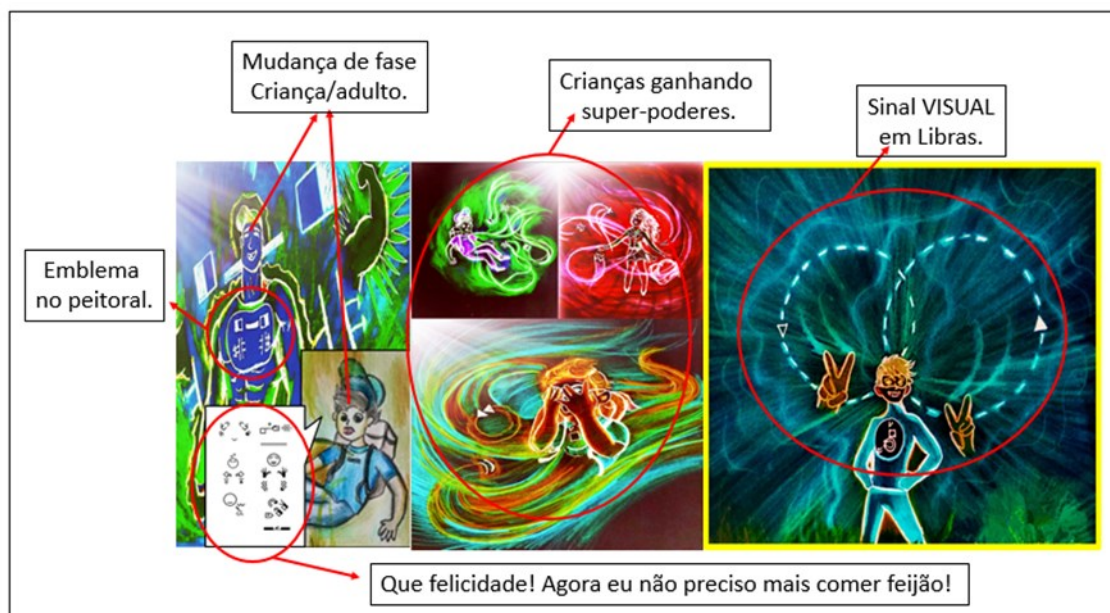 Mudança de fase
Criança/adulto.
Crianças ganhando
super-poderes.
Sinal VISUAL
em Libras.
Emblema
no peitoral.
Que felicidade! Agora eu não preciso mais comer feijão!